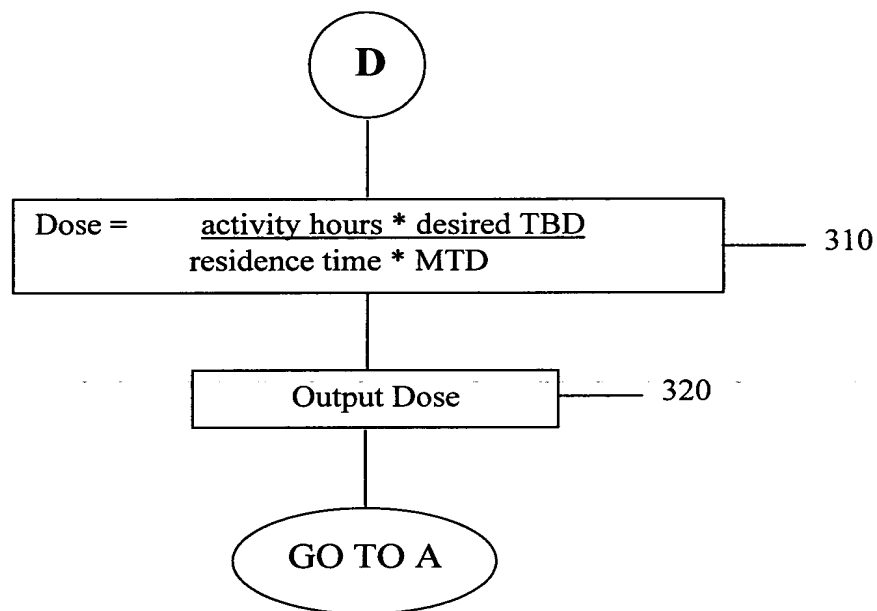 D
Dose = activity hours * desired TBD
residence time * MTD
310
Output Dose
320
GO TO A